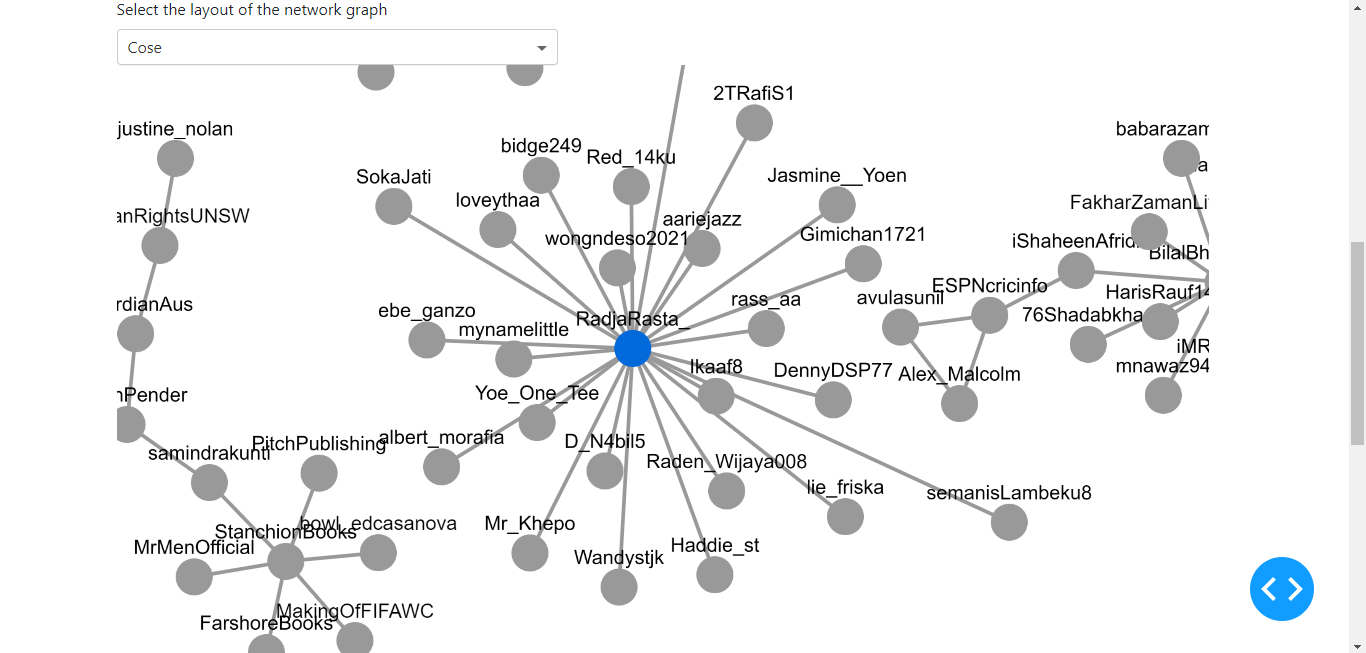 Select the layout of the network graph
Cose
2TRafiS1
justine_nolan
babarazam
bidge249
Red_14ku
SokaJati
Jasmine__Yoen
loveythaa
FakharZamanLi
anRightsUNSW
aariejazz
wongndeso2021
Gimichan1721
iShaheenAfridi
BilalBh
ESPNcricinfo
HarisRauf14
rdianAus
avulasunil
rass_aa
ebe_ganzo
76Shadabkha
RadjaRasta_
mynamelittle
iMR
mnawaz94
lkaaf8
DennyDSP77
Alex_Malcolm
nPender
Yoe_One_Tee
PitchPublishing
albert_morafia
D_N4bil5
samindrakunti
Raden_Wijaya008
lie_friska
semanisLambeku8
bowl_edcasanova
Mr_Khepo
StanchionBooks
MrMenOfficial
Haddie_st
Wandystjk
MakingOfFIFAWC
FarshoreBooks